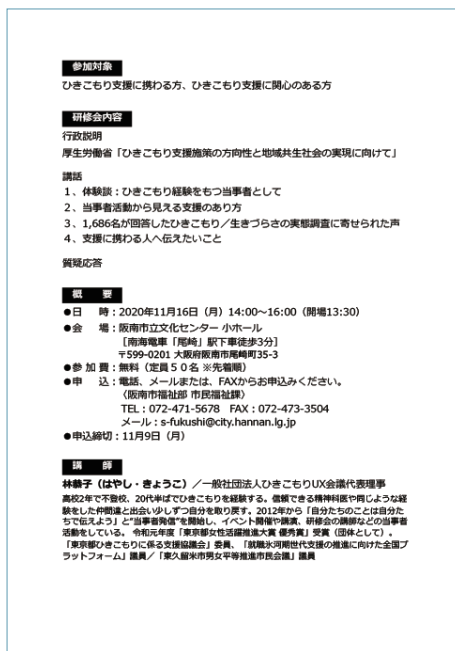 参加対象
ひきこもり支援に携わる方、ひきこもり支援に関心のある方
研修会内容
行政説明
厚生労働省「ひきこもり支援施策の方向性と地域共生社会の実現に向けて」
講話
1、体験談：ひきこもり経験をもつ当事者として
2、当事者活動から見える支援のあり方
3、1,686名が回答したひきこもり／生きづらさの実態調査に寄せられた声
4、支援に携わる人へ伝えたいこと
質疑応答
概　要
●日　　時：2020年11月16日（月）14:00～16:00（開場13:30）
●会　　場：阪南市立文化センター 小ホール
［南海電車「尾崎」駅下車徒歩3分］
〒599-0201 大阪府阪南市尾崎町35-3
●参 加 費：無料（定員５０名 ※先着順）
●申　　込：電話、メールまたは、FAXからお申込みください。
〈阪南市福祉部 市民福祉課〉
TEL：072-471-5678　FAX：072-473-3504
メール：s-fukushi@city.hannan.lg.jp
●申込締切：11月9日（月）
講　師
林恭子（はやし・きょうこ）／一般社団法人ひきこもりUX会議代表理事
高校2年で不登校、20代半ばでひきこもりを経験する。信頼できる精神科医や同じような経
験をした仲間達と出会い少しずつ自分を取り戻す。2012年から「自分たちのことは自分た
ちで伝えよう」と"当事者発信"を開始し、イベント開催や講演、研修会の講師などの当事者
活動をしている。 令和元年度「東京都女性活躍推進大賞 優秀賞」受賞（団体として）。
「東京都ひきこもりに係る支援協議会」委員、「就職氷河期世代支援の推進に向けた全国プ
ラットフォーム」議員／「東久留米市男女平等推進市民会議」議員